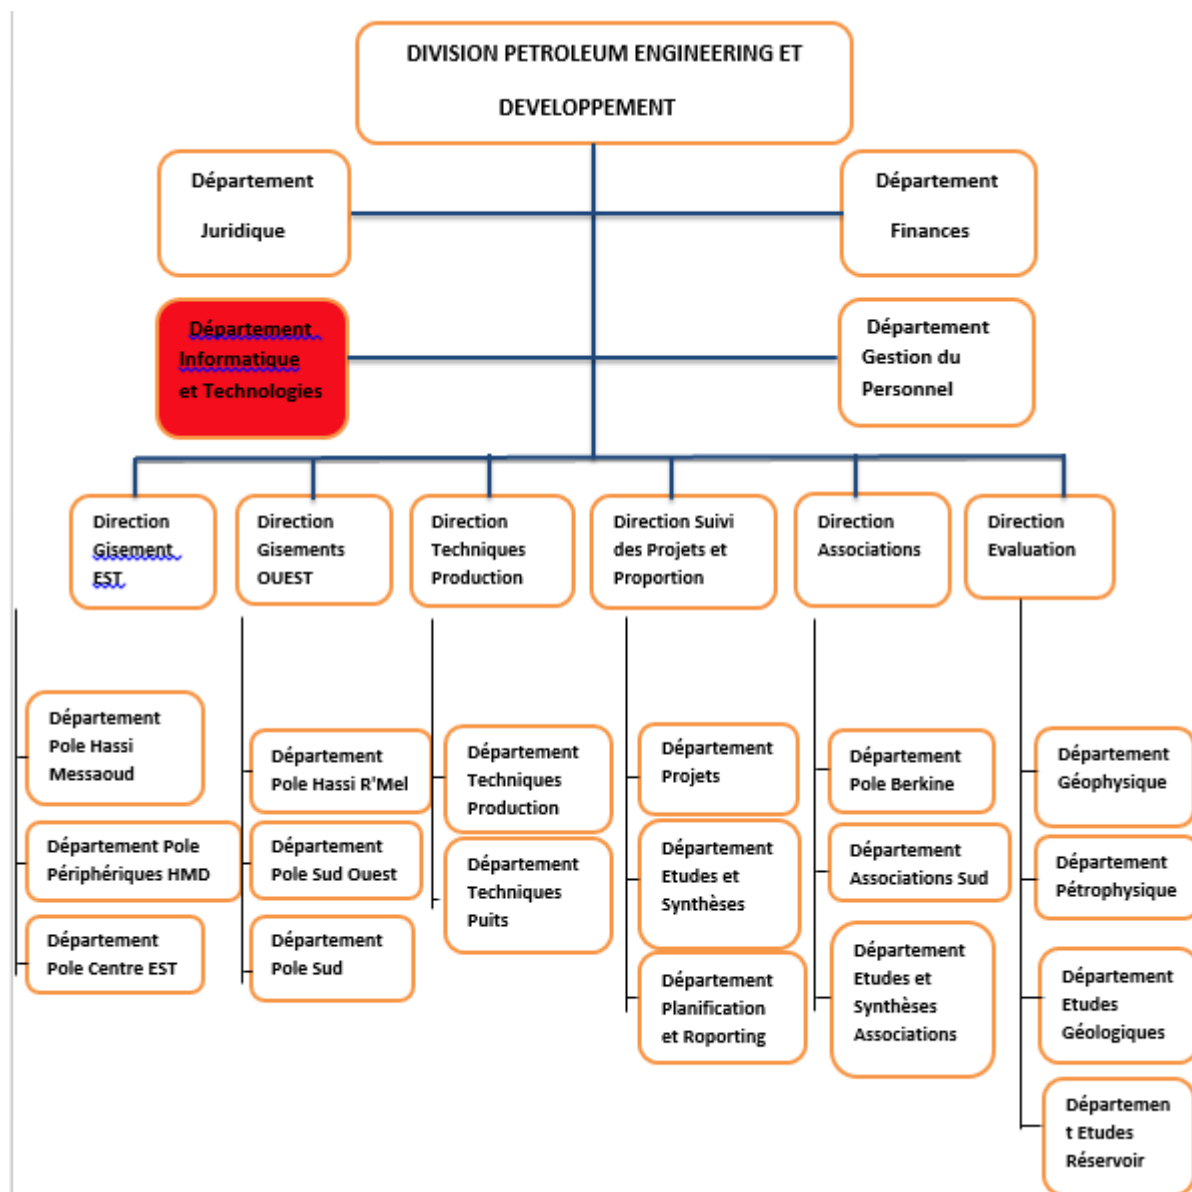 DIVISION PETROLEUM ENGINEERING ET
DEVELOPPEMENT
Département
Juridique
Département
Finances
Département
Informatique
et Technologies
Département
Gestion du
Personnel
Direction
Gisement
EST
Direction
Gisements
OUEST
Direction
Techniques
Production
Direction Suivi
des Projets et
Proportion
Direction
Associations
Direction
Evaluation
Département
Pole Hassi
Messaoud
Département Pole
Périphériques HMD
Département
Pole Centre EST
Département
Pole Hassi R'Mel
Département
Pole Sud Ouest
Département
Pole Sud
Département
Techniques
Production
Département
Techniques
Puits
Département
Projets
Département
Etudes et
Synthèses
Département
Planification
et Roporting
Département
Pole Berkine
Département
Associations Sud
Département
Etudes et
Synthèses
Associations
Département
Géophysique
Département
Pétrophysique
Département
Etudes
Géologiques
Départemen
t Etudes
Réservoir